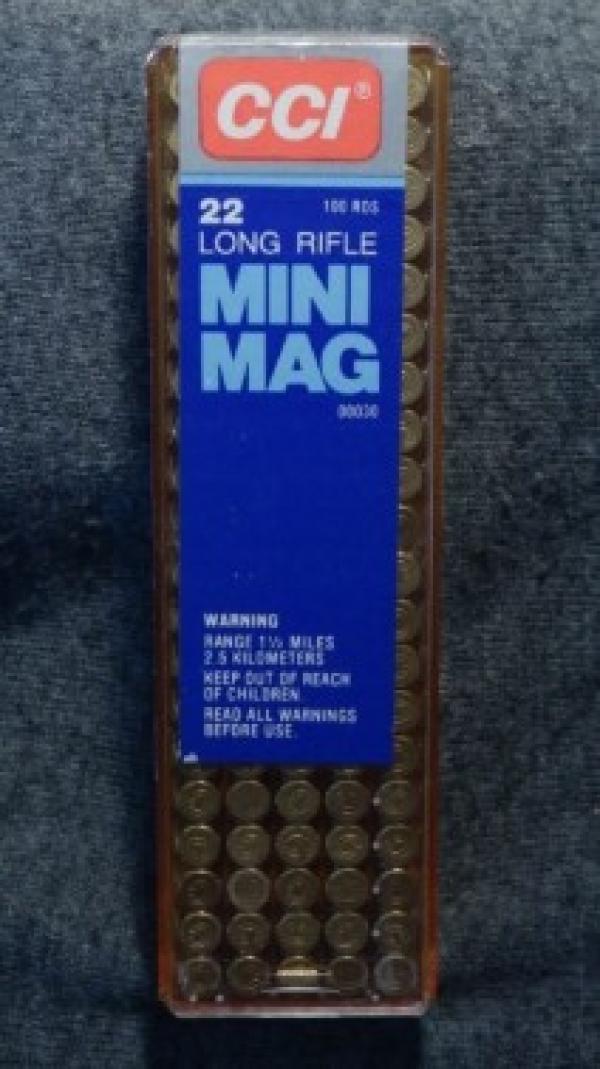 CCI®
22 100 RDS
LONG RIFLE
MINI
MAG
00030
WARNING
RANGE 1½ MILES
2.5 KILOMETERS
KEEP OUT OF REACH
OF CHILDREN
READ ALL WARNINGS
BEFORE USE.